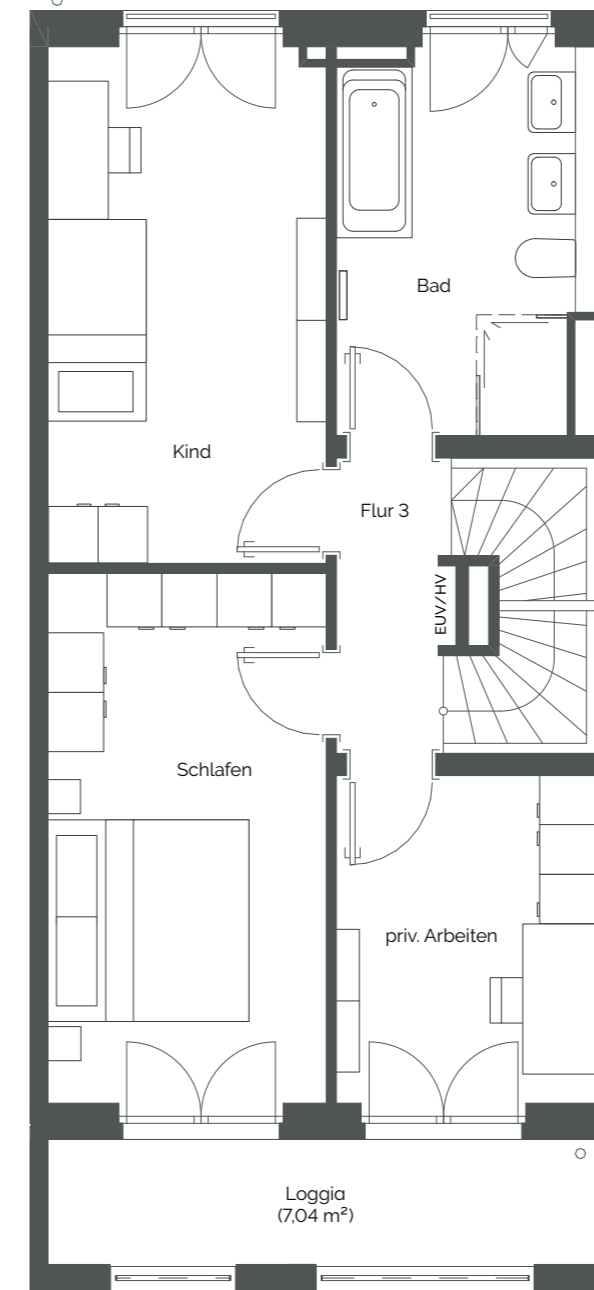 Bad
Kind
Flur 3
EUV/HV
Schlafen
priv. Arbeiten
Loggia
(7,04 m²)